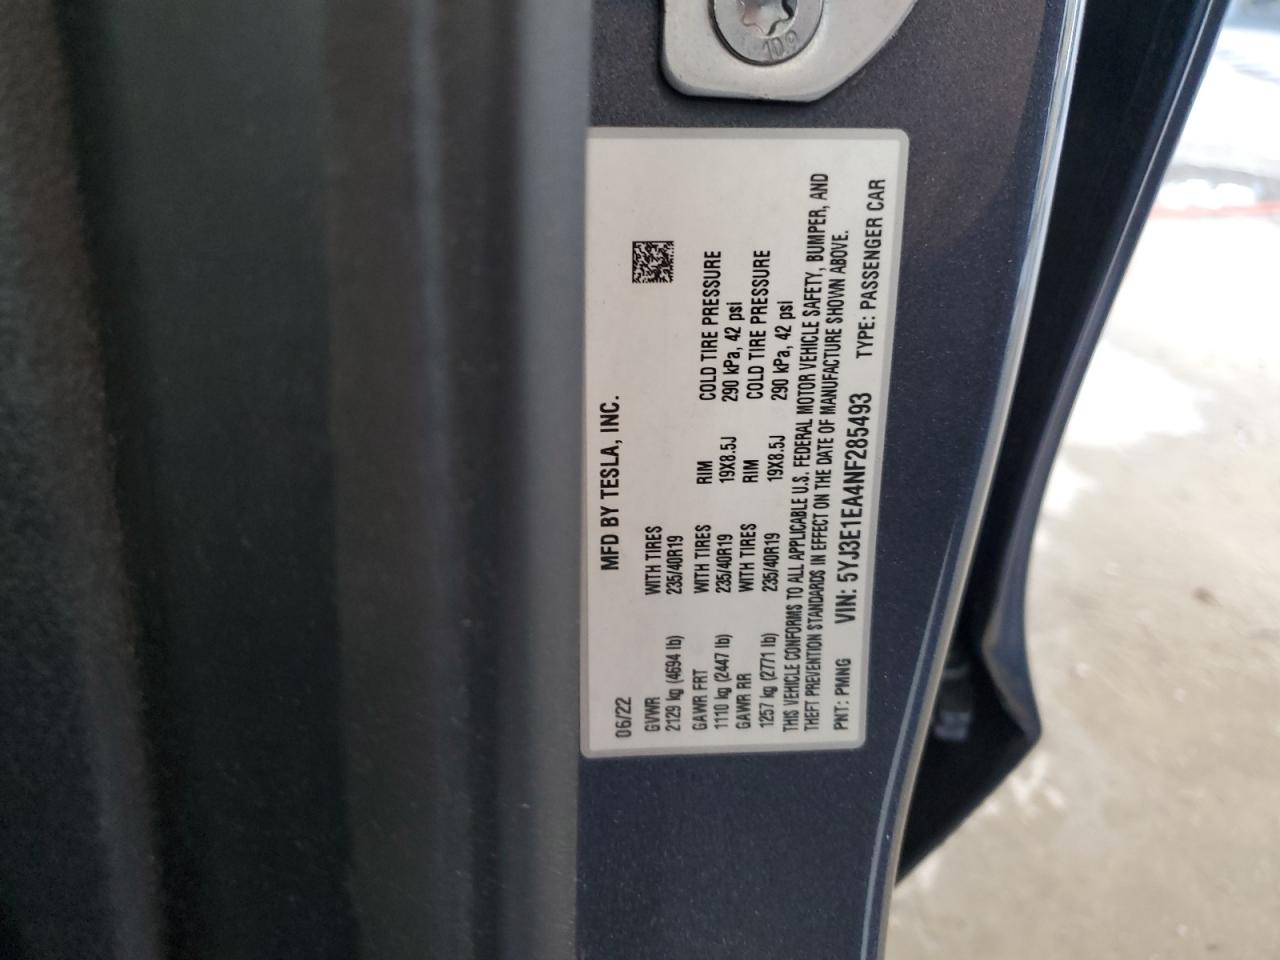 10.9
MFD BY TESLA, INC.
06/22
GVWR WITH TIRES
2129 kg (4694 lb) 235/40R19
GAWR FRT WITH TIRES RIM COLD TIRE PRESSURE
1110 kg (2447 lb) 235/40R19 19X8.5J 290 kPa, 42 psi
GAWR RR WITH TIRES RIM COLD TIRE PRESSURE
1257 kg (2771 lb) 235/40R19 19X8.5J 290 kPa, 42 psi
THIS VEHICLE CONFORMS TO ALL APPLICABLE U.S. FEDERAL MOTOR VEHICLE SAFETY, BUMPER, AND
THEFT PREVENTION STANDARDS IN EFFECT ON THE DATE OF MANUFACTURE SHOWN ABOVE.
PNT: PMNG VIN: 5YJ3E1EA4NF285493 TYPE: PASSENGER CAR